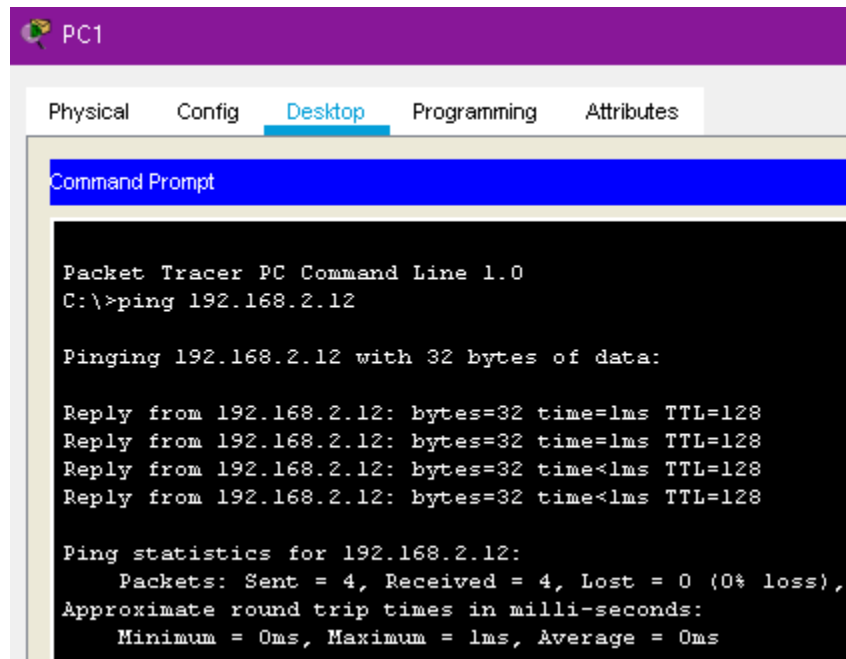 PC1
Physical Config Desktop Programming Attributes
Command Prompt
Packet Tracer PC Command Line 1.0
C:\>ping 192.168.2.12
Pinging 192.168.2.12 with 32 bytes of data:
Reply from 192.168.2.12: bytes=32 time=1ms TTL=128
Reply from 192.168.2.12: bytes=32 time=1ms TTL=128
Reply from 192.168.2.12: bytes=32 time<1ms TTL=128
Reply from 192.168.2.12: bytes=32 time<1ms TTL=128
Ping statistics for 192.168.2.12:
Packets: Sent = 4, Received = 4, Lost = 0 (0% loss),
Approximate round trip times in milli-seconds:
Minimum = 0ms, Maximum = 1ms, Average = 0ms